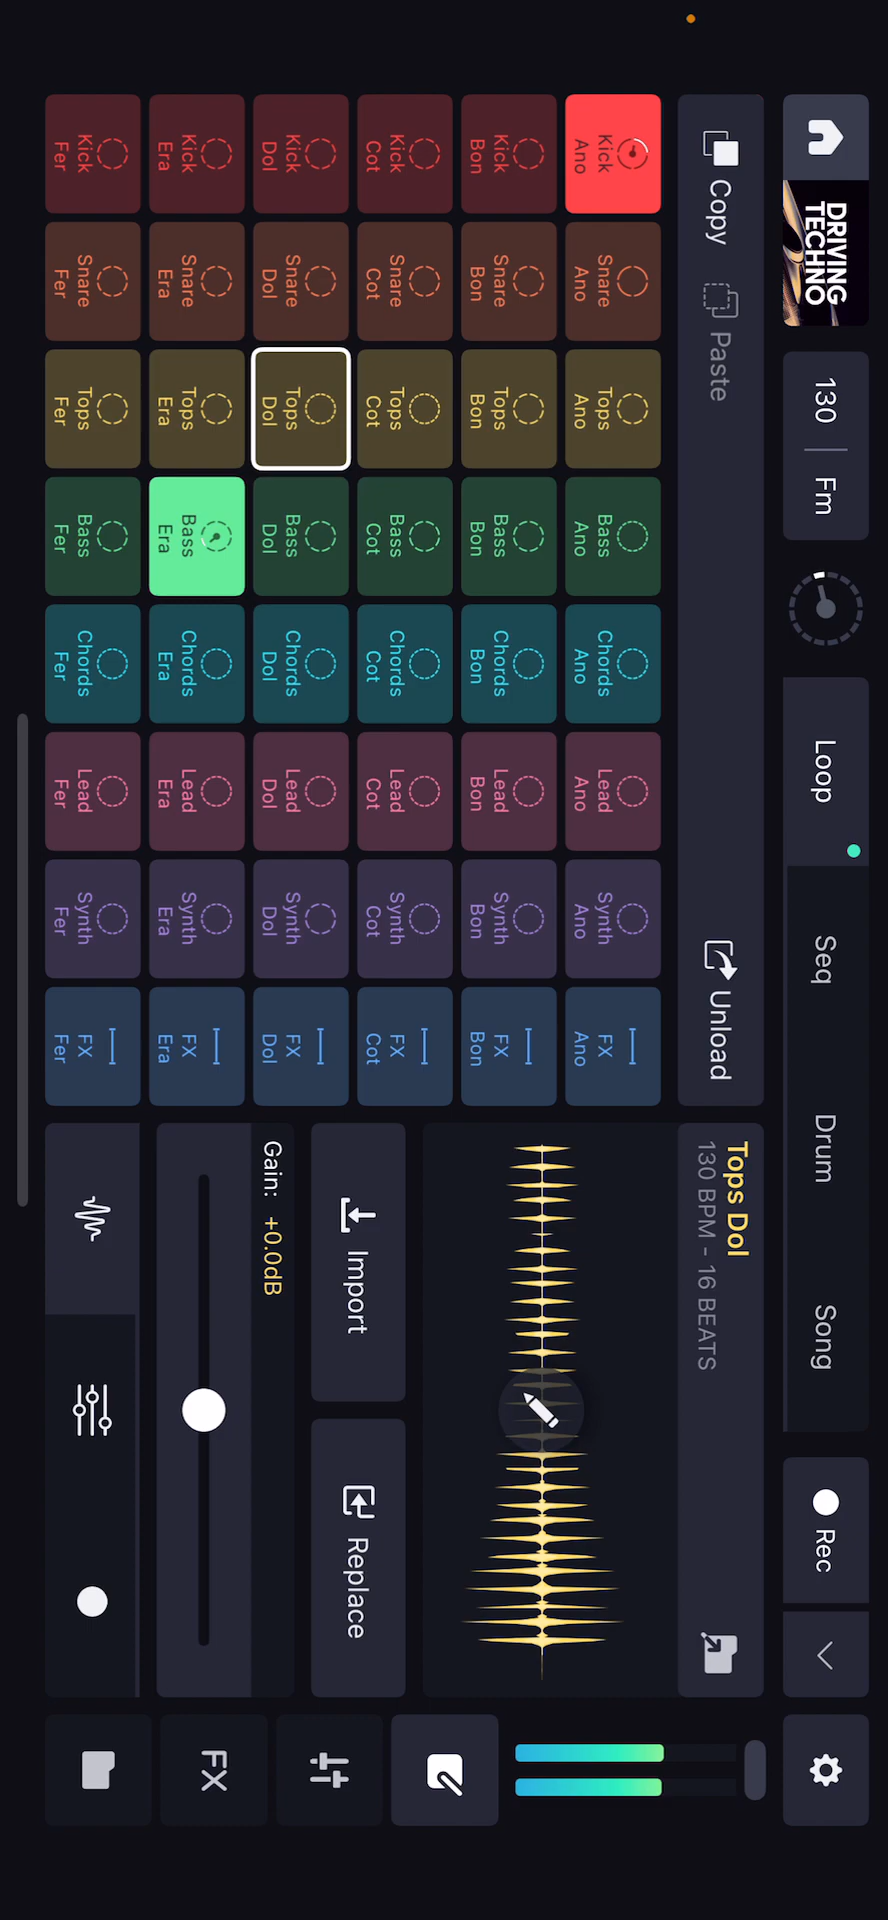 DRIVING
TECHNO
130
Fm
Loop
Seq
Drum
Song
Rec
Copy
Paste
Unload
Kick
Ano
Snare
Ano
Tops
Ano
Bass
Ano
Chords
Ano
Lead
Ano
Synth
Ano
FX
Ano
Kick
Bon
Snare
Bon
Tops
Bon
Bass
Bon
Chords
Bon
Lead
Bon
Synth
Bon
FX
Bon
Kick
Cot
Snare
Cot
Tops
Cot
Bass
Cot
Chords
Cot
Lead
Cot
Synth
Cot
FX
Cot
Kick
Dol
Snare
Dol
Tops
Dol
Bass
Dol
Chords
Dol
Lead
Dol
Synth
Dol
FX
Dol
Kick
Era
Snare
Era
Tops
Era
Bass
Era
Chords
Era
Lead
Era
Synth
Era
FX
Era
Kick
Fer
Snare
Fer
Tops
Fer
Bass
Fer
Chords
Fer
Lead
Fer
Synth
Fer
FX
Fer
Tops Dol
130 BPM - 16 BEATS
Import
Replace
Gain: +0.0dB
FX